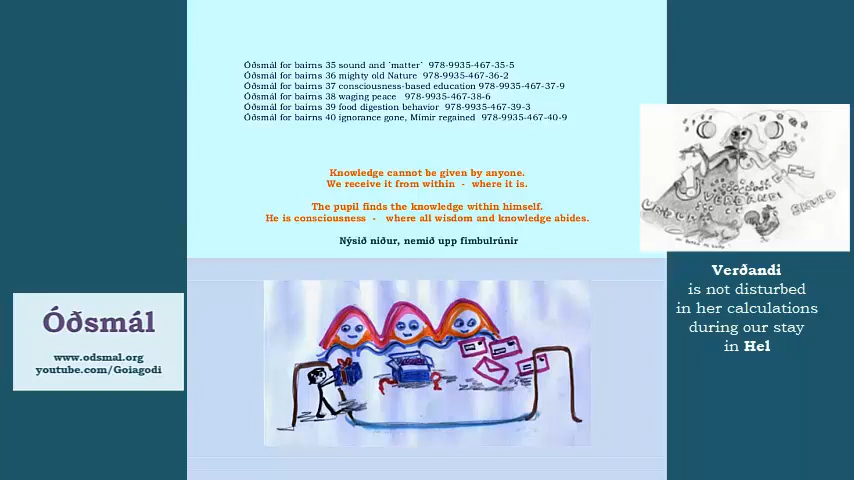 Óðsmál for bairns 35 sound and ´matter´  978-9935-467-35-5
Óðsmál for bairns 36 mighty old Nature  978-9935-467-36-2
Óðsmál for bairns 37 consciousness-based education 978-9935-467-37-9
Óðsmál for bairns 38 waging peace   978-9935-467-38-6
Óðsmál for bairns 39 food digestion behavior  978-9935-467-39-3
Óðsmál for bairns 40 ignorance gone, Mímir regained  978-9935-467-40-9
Knowledge cannot be given by anyone.
We receive it from within  -  where it is.
The pupil finds the knowledge within himself.
He is consciousness  -   where all wisdom and knowledge abides.
Nýsið niður, nemið upp fimbulrúnir
Óðsmál
www.odsmal.org
youtube.com/Goiagodi
VERÐANDI
SKULD
Verðandi
is not disturbed
in her calculations
during our stay
in Hel